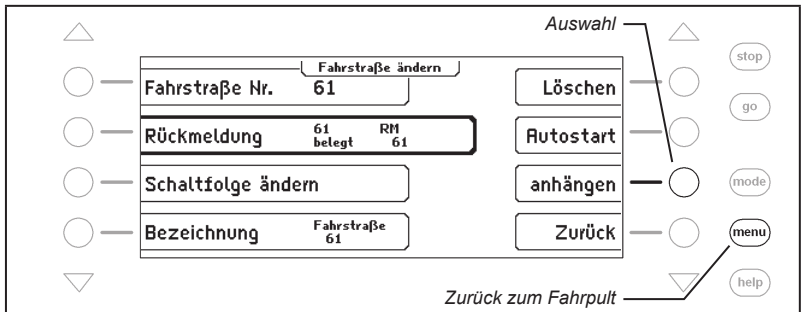 Auswahl
stop
Fahrstraße ändern
Fahrstraße Nr. 61
Löschen
go
Rückmeldung 61 RM
belegt 61
Autostart
Schaltfolge ändern
anhängen
mode
Bezeichnung Fahrstraße
61
Zurück
menu
help
Zurück zum Fahrpult